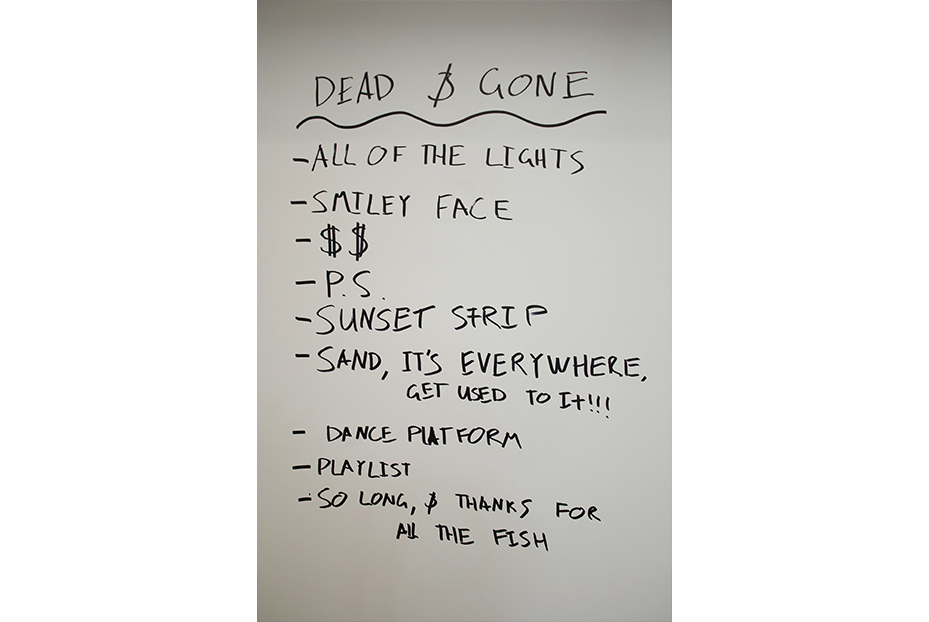 DEAD & GONE
- ALL OF THE LIGHTS
- SMILEY FACE
- $$
- P.S.
- SUNSET STRIP
- SAND, IT'S EVERYWHERE,
GET USED TO IT!!!
- DANCE PLATFORM
- PLAYLIST
- SO LONG, & THANKS FOR
ALL THE FISH